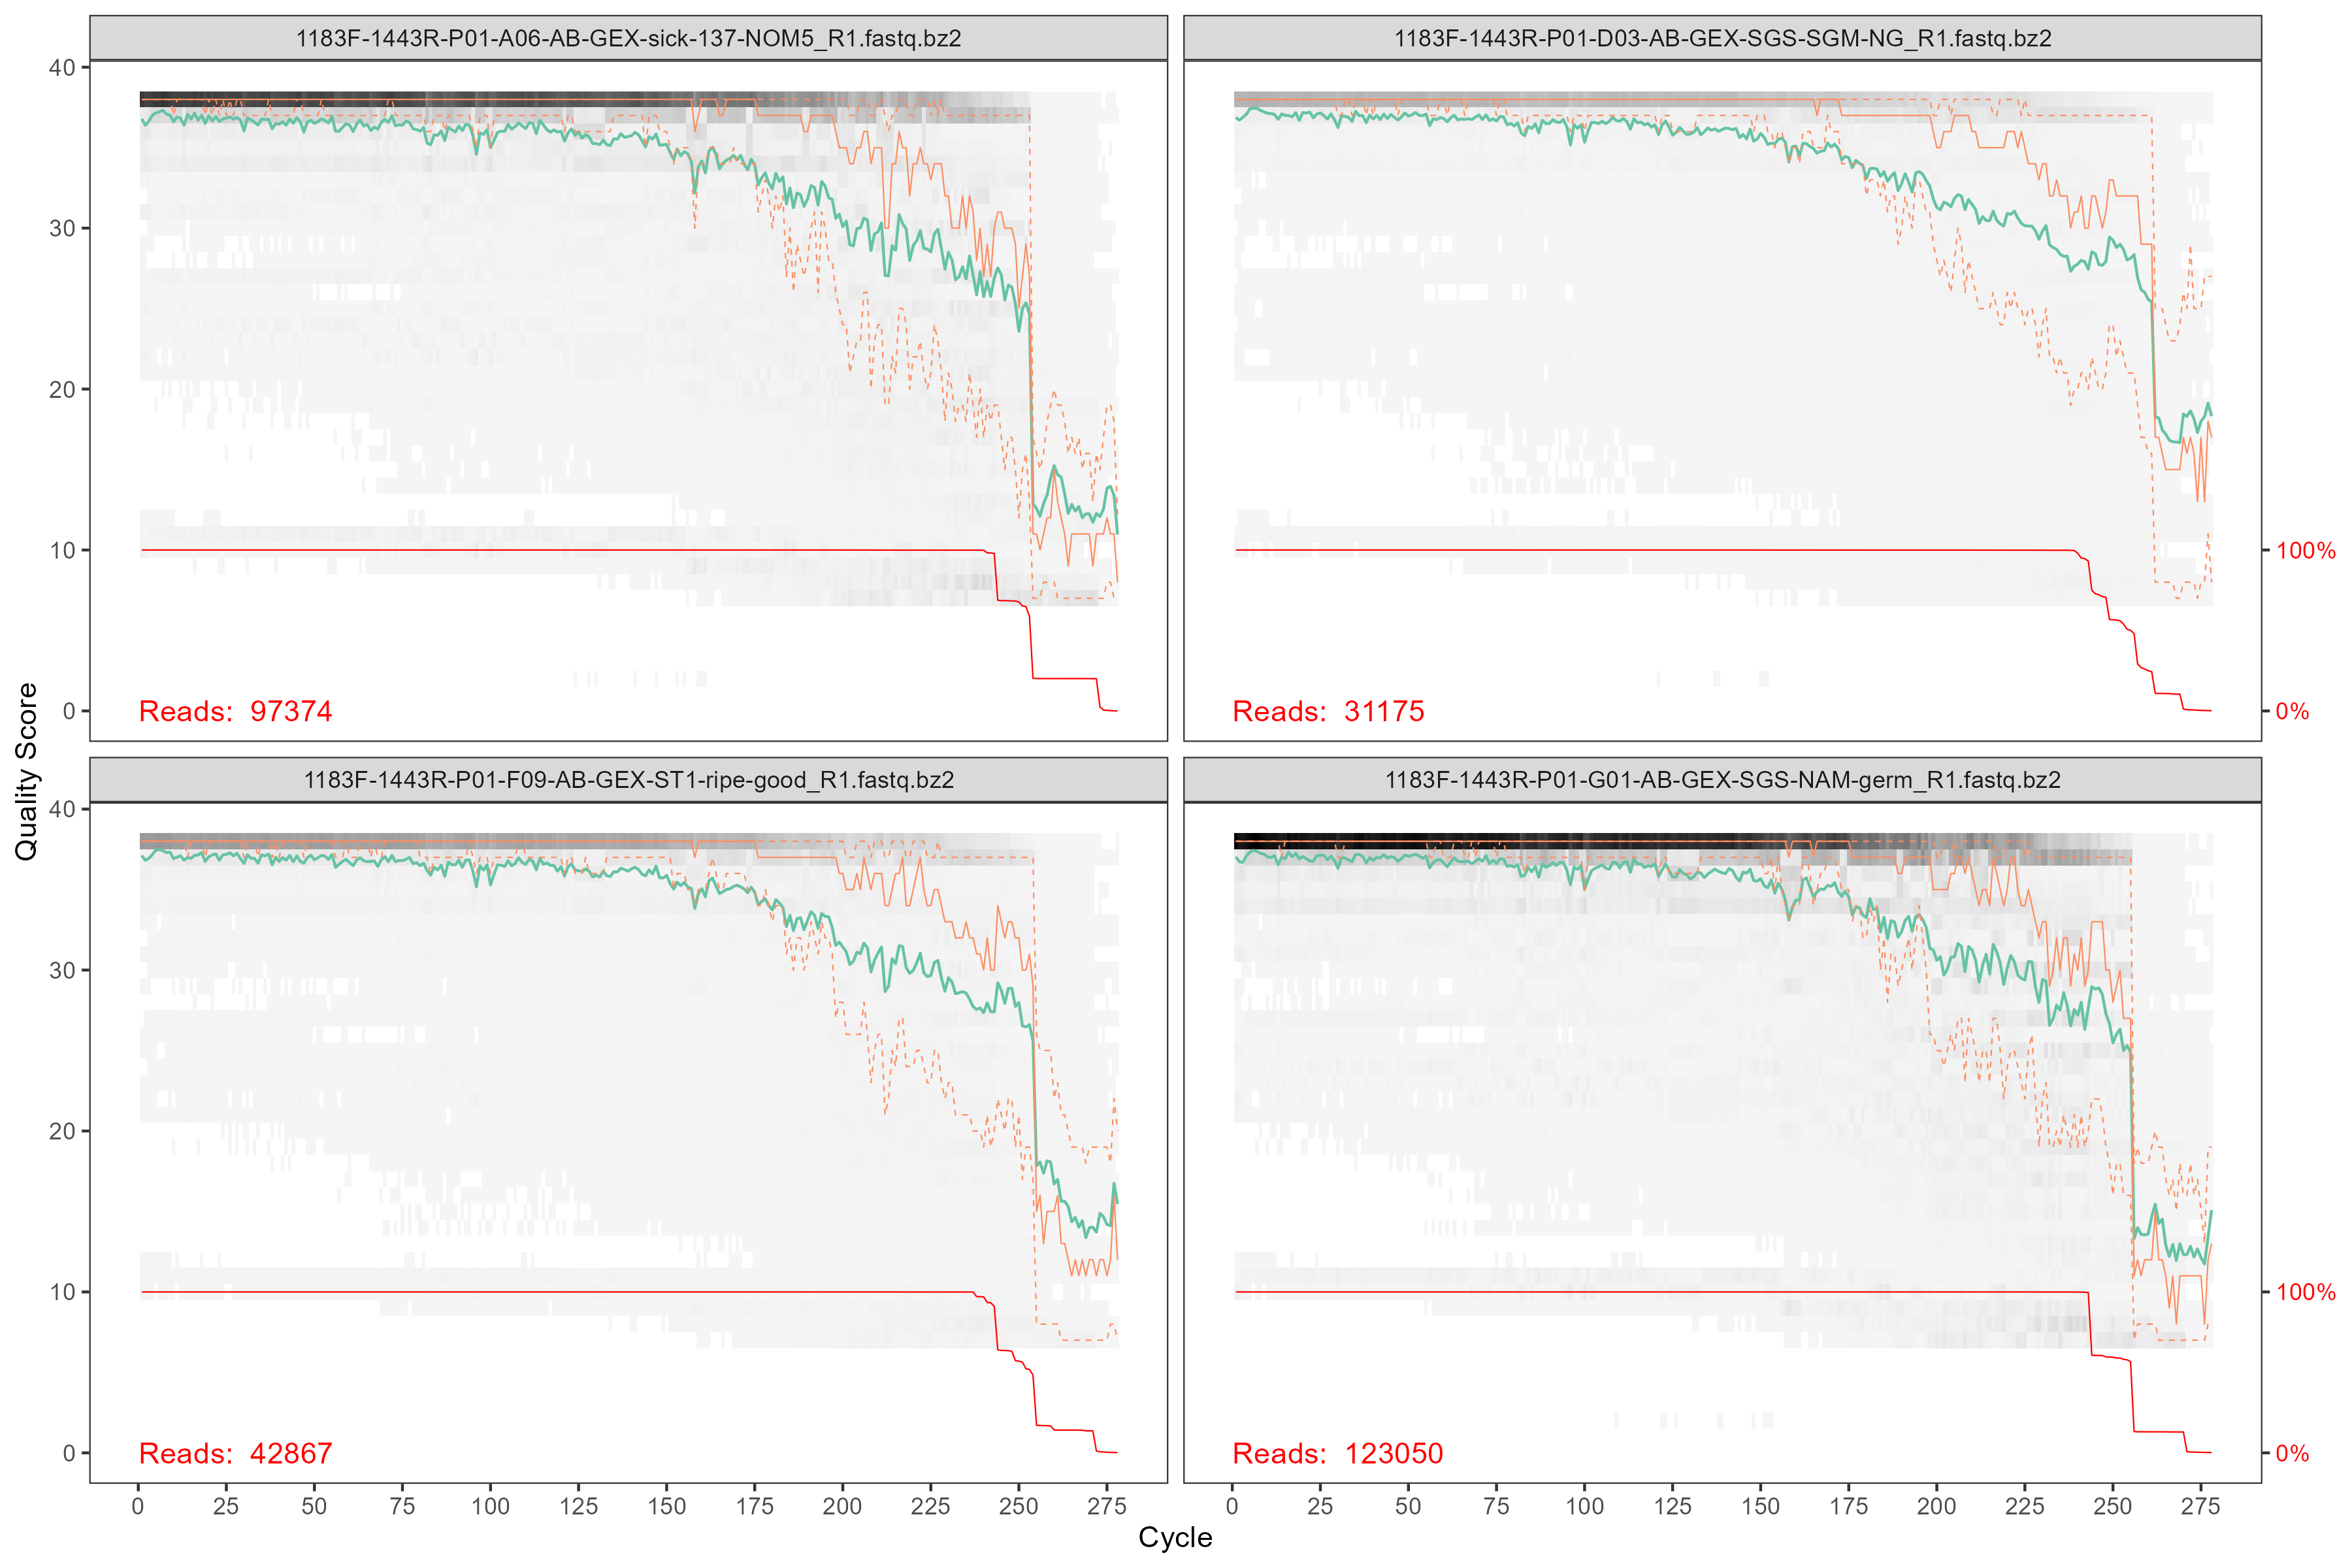 1183F-1443R-P01-A06-AB-GEX-sick-137-NOM5_R1.fastq.bz2
1183F-1443R-P01-D03-AB-GEX-SGS-SGM-NG_R1.fastq.bz2
40
30
20
10
0
100%
0%
Reads: 97374
Reads: 31175
Quality Score
1183F-1443R-P01-F09-AB-GEX-ST1-ripe-good_R1.fastq.bz2
1183F-1443R-P01-G01-AB-GEX-SGS-NAM-germ_R1.fastq.bz2
40
30
20
10
0
100%
0%
Reads: 42867
Reads: 123050
0 25 50 75 100 125 150 175 200 225 250 275
0 25 50 75 100 125 150 175 200 225 250 275
Cycle